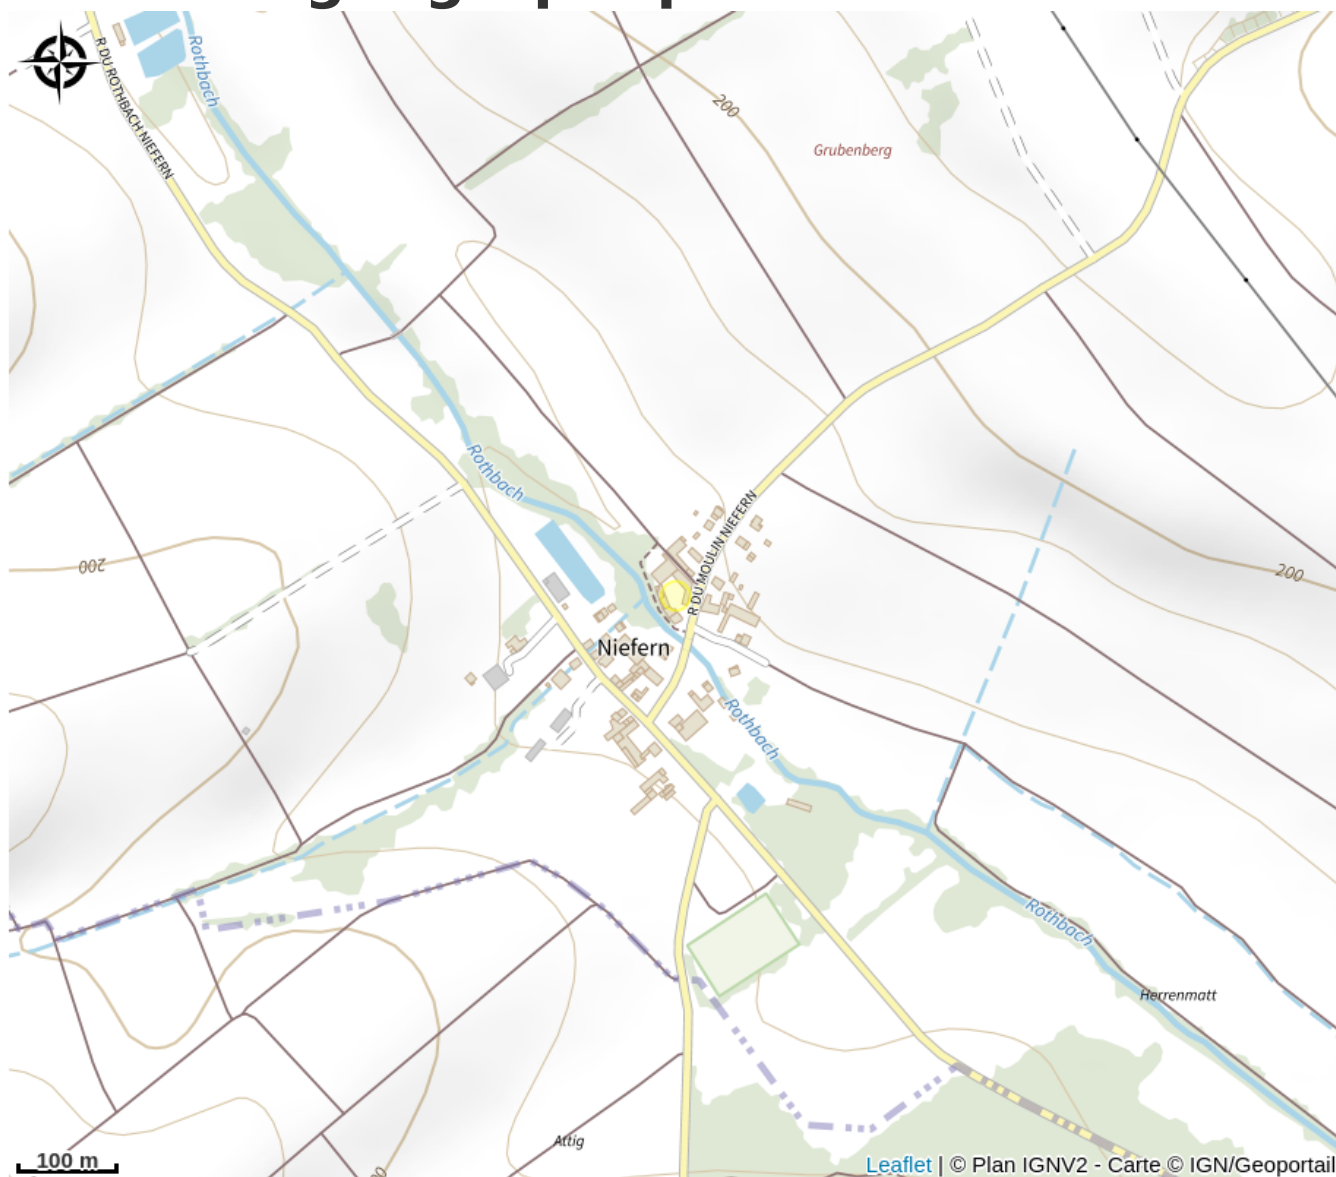 Rothbach
R DU ROTHBACH NIEFERN
200
Grubenberg
Rothbach
R DU MOULIN NIEFERN
200
200
Niefern
Rothbach
Rothbach
Herrenmatt
Attig
100 m
Leaflet | © Plan IGNV2 - Carte © IGN/Geoportail